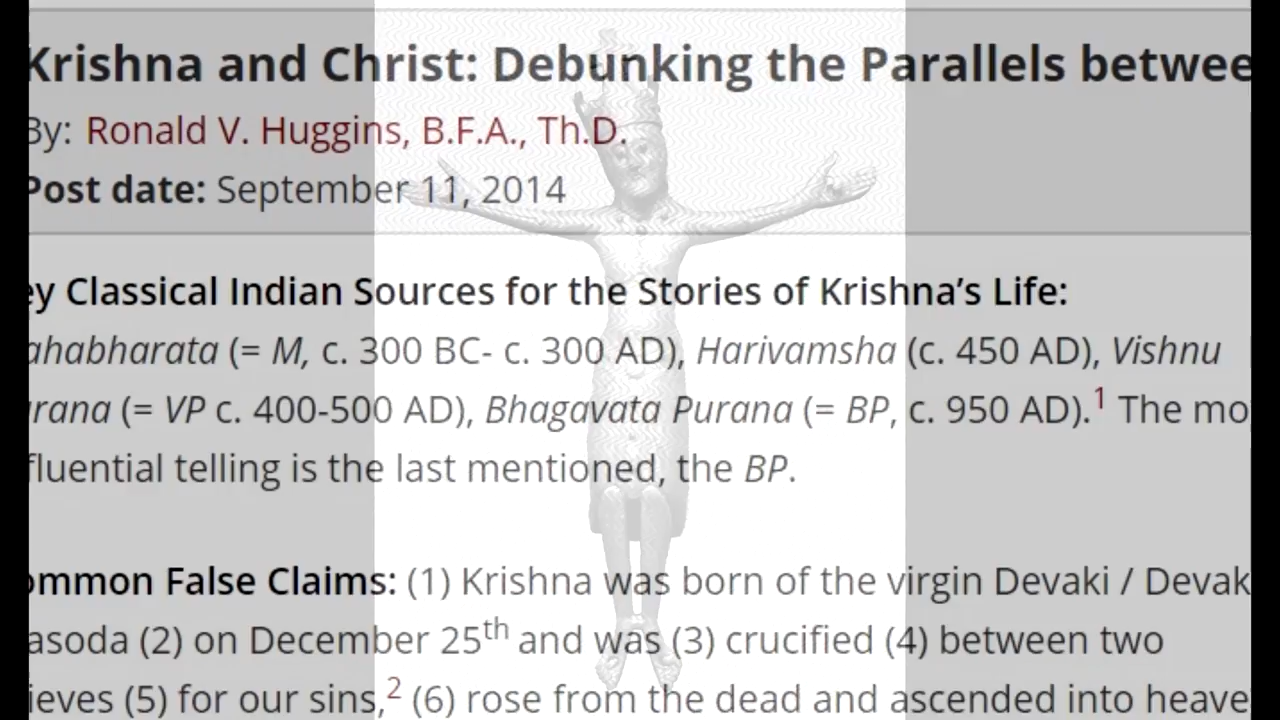 Krishna and Christ: Debunking the Parallels betwee
By: Ronald V. Huggins, B.F.A., Th.D.
Post date: September 11, 2014
ey Classical Indian Sources for the Stories of Krishna’s Life:
ahabharata (= M, c. 300 BC- c. 300 AD), Harivamsha (c. 450 AD), Vishnu
rana (= VP c. 400-500 AD), Bhagavata Purana (= BP, c. 950 AD).1 The mo
fluential telling is the last mentioned, the BP.
ommon False Claims: (1) Krishna was born of the virgin Devaki / Devak
asoda (2) on December 25th and was (3) crucified (4) between two
ieves (5) for our sins,2 (6) rose from the dead and ascended into heave